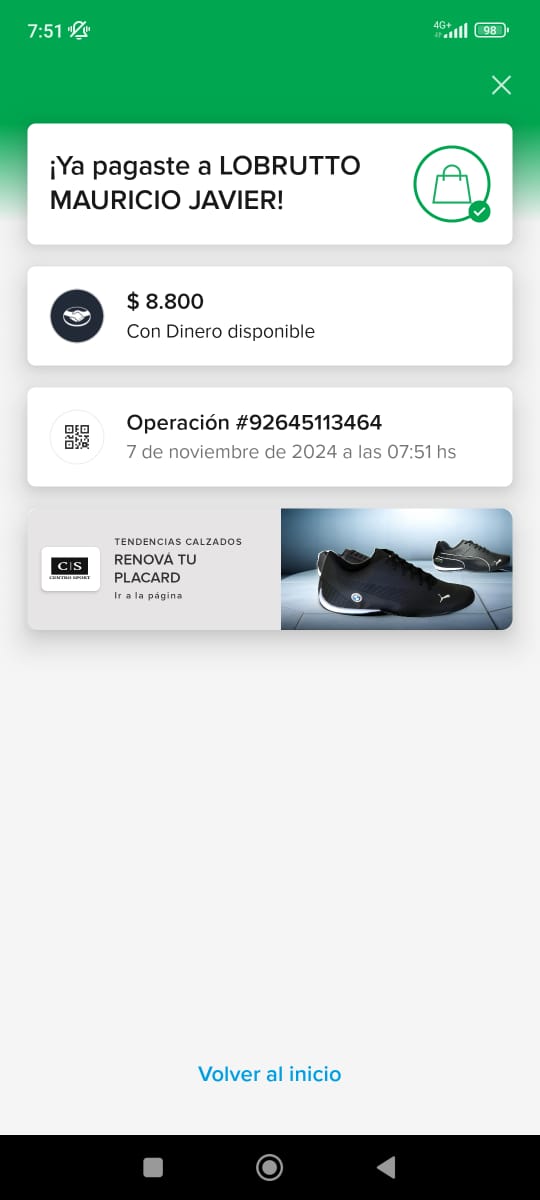 7:51
4G+
98
¡Ya pagaste a LOBRUTTO
MAURICIO JAVIER!
$ 8.800
Con Dinero disponible
Operación #92645113464
7 de noviembre de 2024 a las 07:51 hs
TENDENCIAS CALZADOS
RENOVÁ TU
PLACARD
Ir a la página
C|S
CENTRO SPORT
Volver al inicio